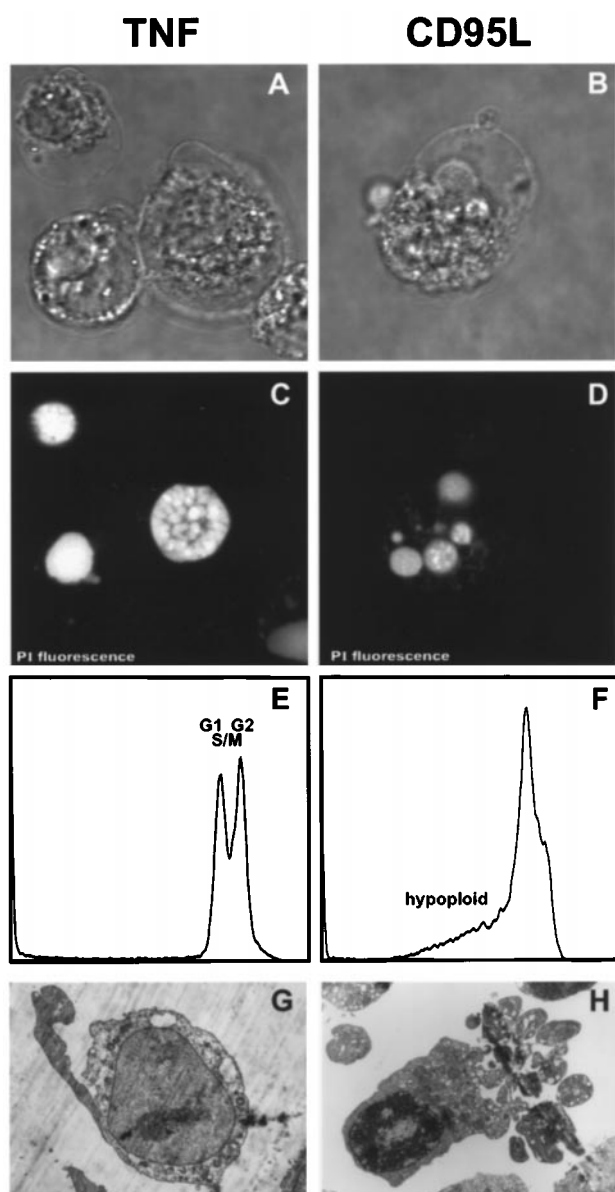 TNF CD95L
A B
C D
PI fluorescence PI fluorescence
E F
G1 G2
S/M
hypoploid
G H